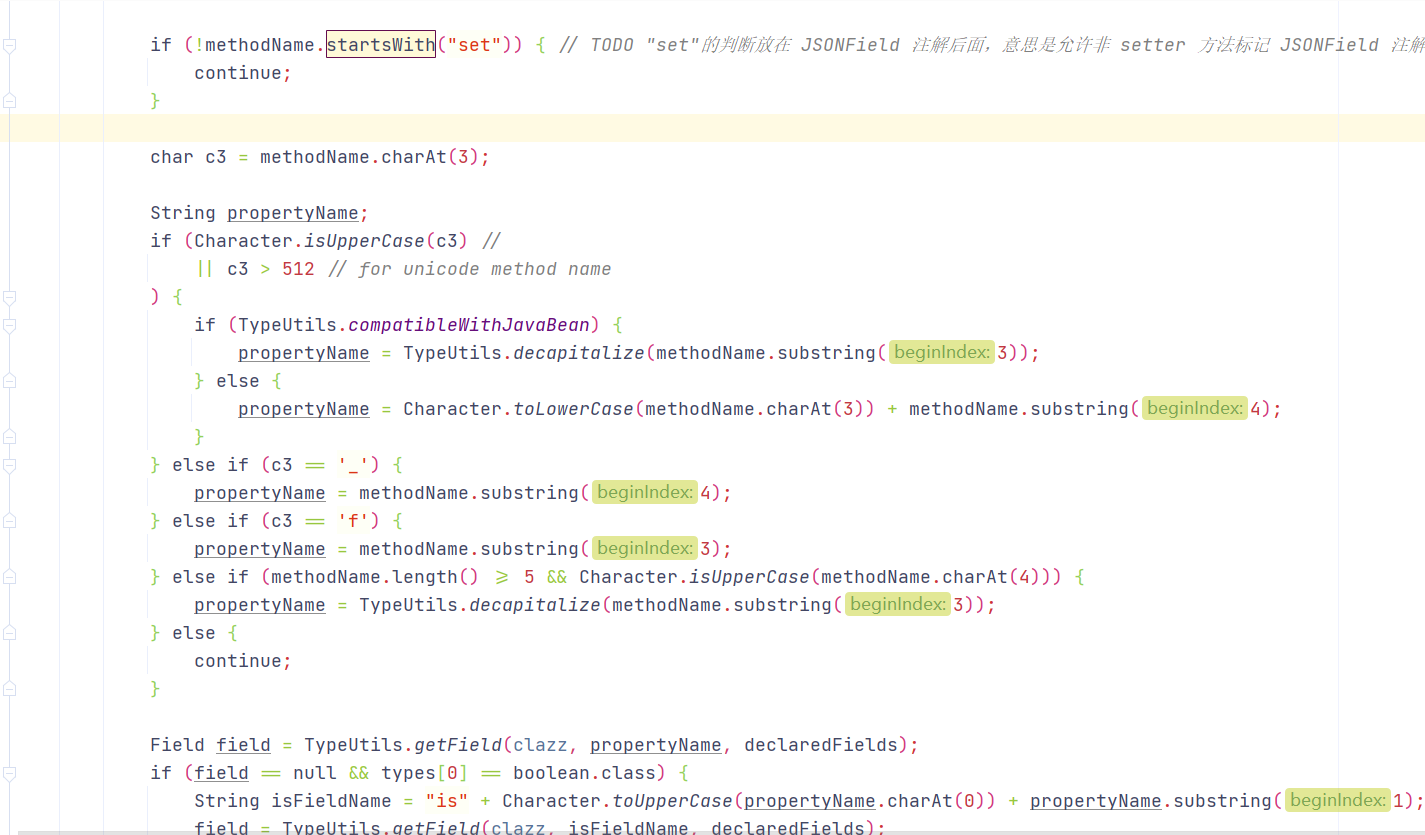 if (!methodName.startsWith("set")) { // TODO "set"的判断放在 JSONField 注解后面，意思是允许非 setter 方法标记 JSONField 注解
continue;
}
char c3 = methodName.charAt(3);
String propertyName;
if (Character.isUpperCase(c3) //
|| c3 > 512 // for unicode method name
) {
if (TypeUtils.compatibleWithJavaBean) {
propertyName = TypeUtils.decapitalize(methodName.substring( beginIndex: 3));
} else {
propertyName = Character.toLowerCase(methodName.charAt(3)) + methodName.substring( beginIndex: 4);
}
} else if (c3 == '_') {
propertyName = methodName.substring( beginIndex: 4);
} else if (c3 == 'f') {
propertyName = methodName.substring( beginIndex: 3);
} else if (methodName.length() >= 5 && Character.isUpperCase(methodName.charAt(4))) {
propertyName = TypeUtils.decapitalize(methodName.substring( beginIndex: 3));
} else {
continue;
}
Field field = TypeUtils.getField(clazz, propertyName, declaredFields);
if (field == null && types[0] == boolean.class) {
String isFieldName = "is" + Character.toUpperCase(propertyName.charAt(0)) + propertyName.substring( beginIndex: 1);
field = TypeUtils.getField(clazz, isFieldName, declaredFields);